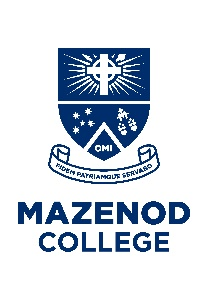 OMI
FIDEM PATRIAMQUE SERVABO
MAZENOD
COLLEGE